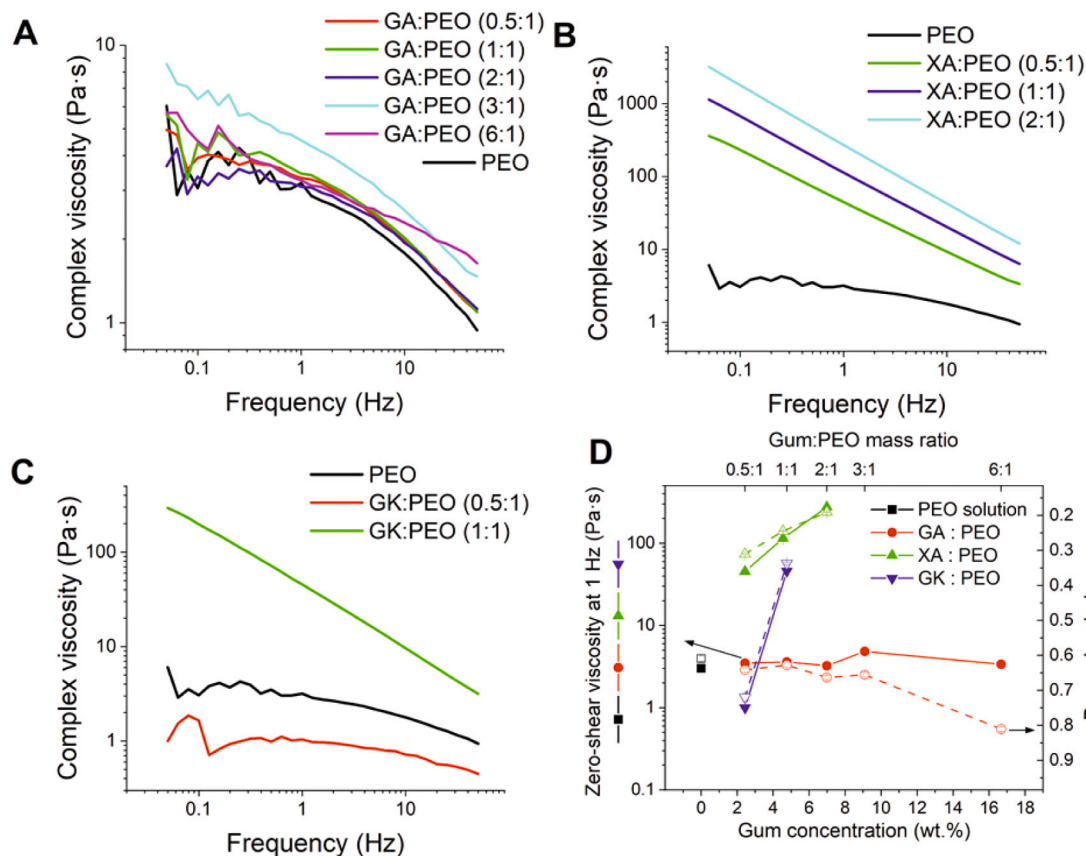 A
GA:PEO (0.5:1)
GA:PEO (1:1)
GA:PEO (2:1)
GA:PEO (3:1)
GA:PEO (6:1)
PEO
10
1
Complex viscosity (Pa·s)
0.1
1
10
Frequency (Hz)
B
PEO
XA:PEO (0.5:1)
XA:PEO (1:1)
XA:PEO (2:1)
1000
100
10
1
Complex viscosity (Pa·s)
0.1
1
10
Frequency (Hz)
C
PEO
GK:PEO (0.5:1)
GK:PEO (1:1)
100
10
1
Complex viscosity (Pa·s)
0.1
1
10
Frequency (Hz)
D
Gum:PEO mass ratio
0.5:1 1:1 2:1 3:1 6:1
PEO solution
GA : PEO
XA : PEO
GK : PEO
Zero-shear viscosity at 1 Hz (Pa·s)
100
10
1
0.1
0.2
0.3
0.4
0.5
0.6
0.7
0.8
0.9
0 2 4 6 8 10 12 14 16 18
Gum concentration (wt.%)